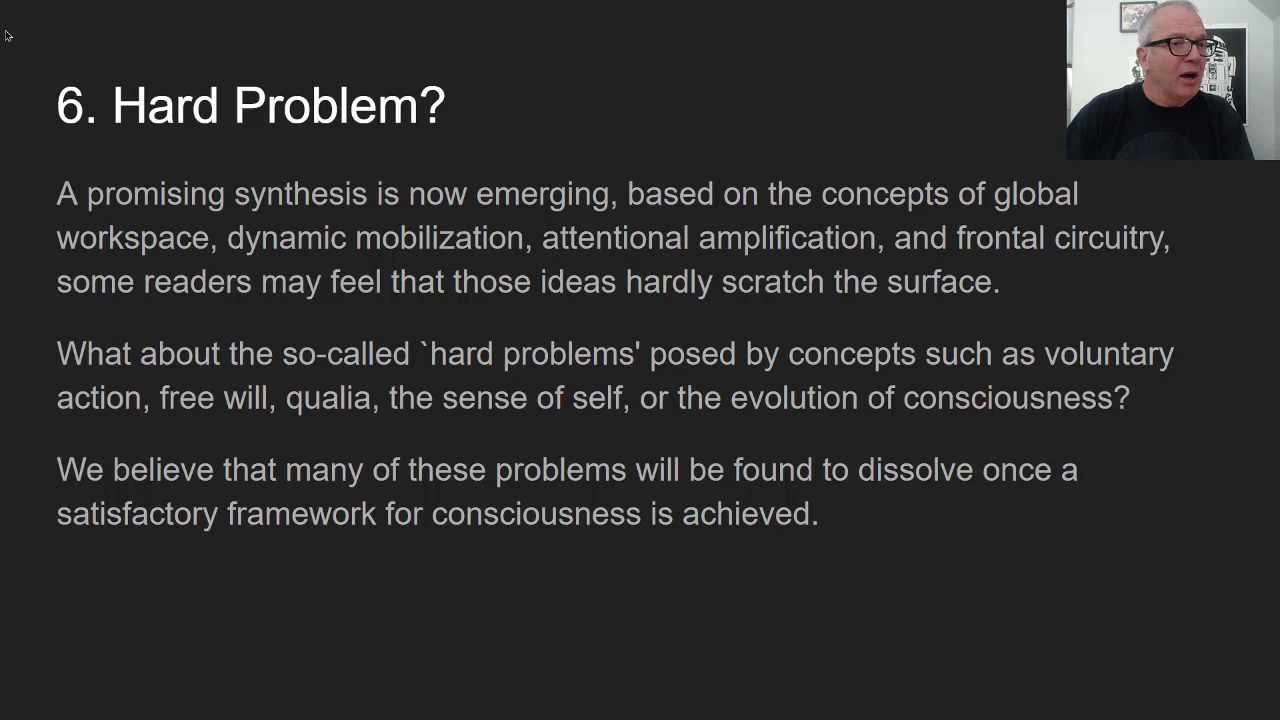 6. Hard Problem?
A promising synthesis is now emerging, based on the concepts of global
workspace, dynamic mobilization, attentional amplification, and frontal circuitry,
some readers may feel that those ideas hardly scratch the surface.
What about the so-called `hard problems' posed by concepts such as voluntary
action, free will, qualia, the sense of self, or the evolution of consciousness?
We believe that many of these problems will be found to dissolve once a
satisfactory framework for consciousness is achieved.